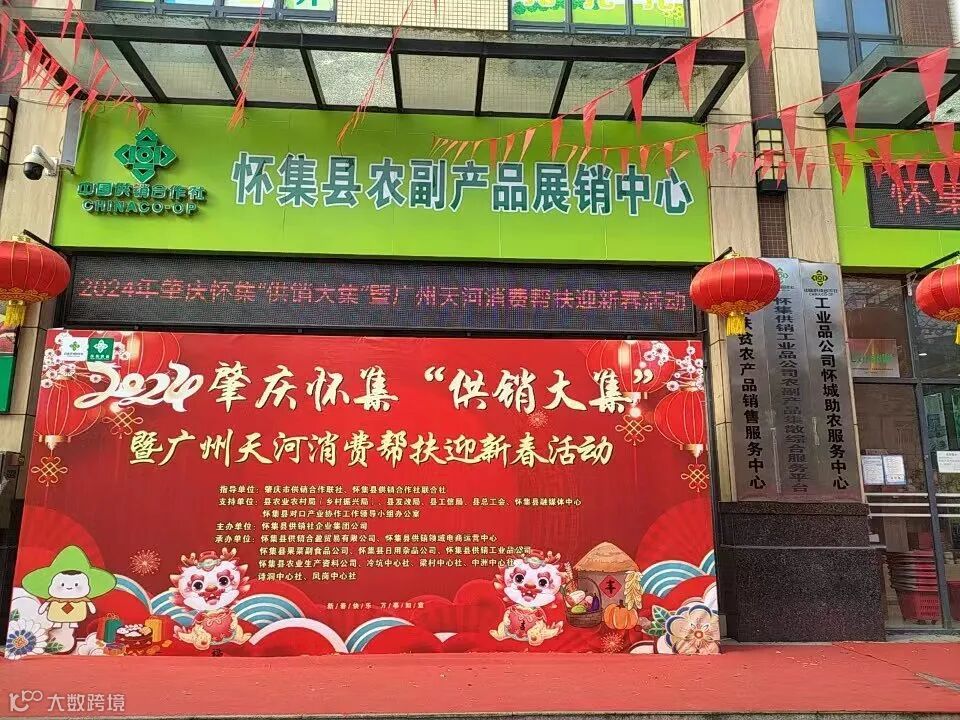 中国供销合作社
CHINACO-OP
怀集县农副产品展销中心
怀集
2024年肇庆怀集“供销大集”暨广州天河消费帮扶迎新春活动
2024 肇庆怀集“供销大集”
暨广州天河消费帮扶迎新春活动
指导单位：肇庆市供销合作联社、怀集县供销合作社联合社
支持单位：县农业农村局（乡村振兴局）、县发改局、县工信局、县总工会、怀集县融媒体中心
县对口产业协作工作领导小组办公室
主办单位：怀集县供销社企业集团公司
承办单位：怀集县供销合盈贸易有限公司、怀集县供销领域电商运营中心
怀集县果菜副食品公司、怀集县日用杂品公司、怀集县供销工业品公司
怀集县农业生产资料公司、冷坑中心社、梁村中心社、中洲中心社
诗洞中心社、凤岗中心社
新春快乐 万事如意
丰
扶贫农产品销售服务中心
怀集供销工业品公司农副产品集散综合服务平台
工业品公司怀城助农服务中心
大数跨境